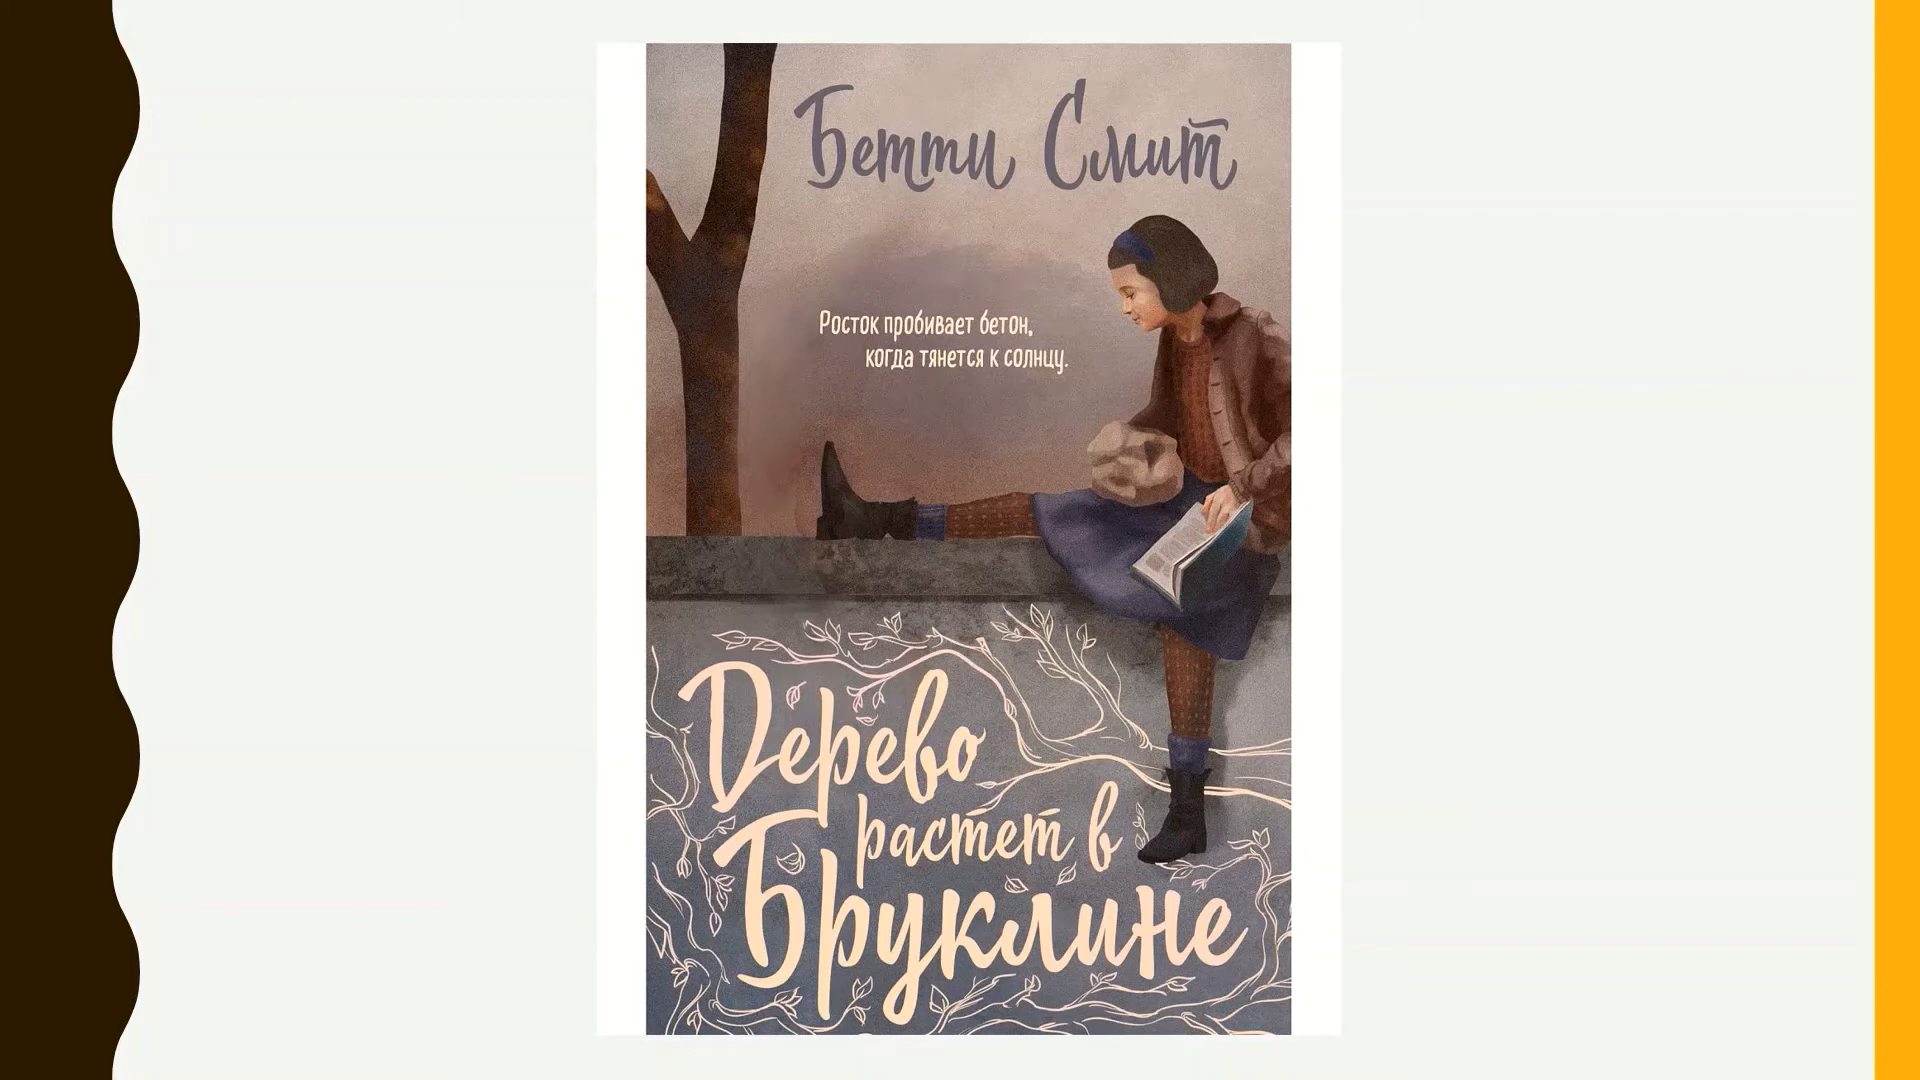 Бетти Смит
Росток пробивает бетон,
когда тянется к солнцу.
Дерево
растет в
Бруклине